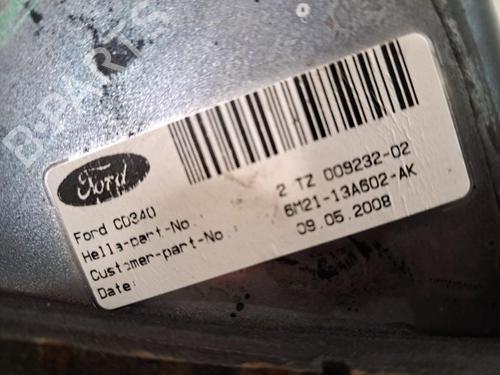 B-PARTS
Ford
Ford CD340
Hella-part-No.: 2 TZ 009232-02
Customer-part-No.: 6M21-13A602-AK
Date: 09.05.2008